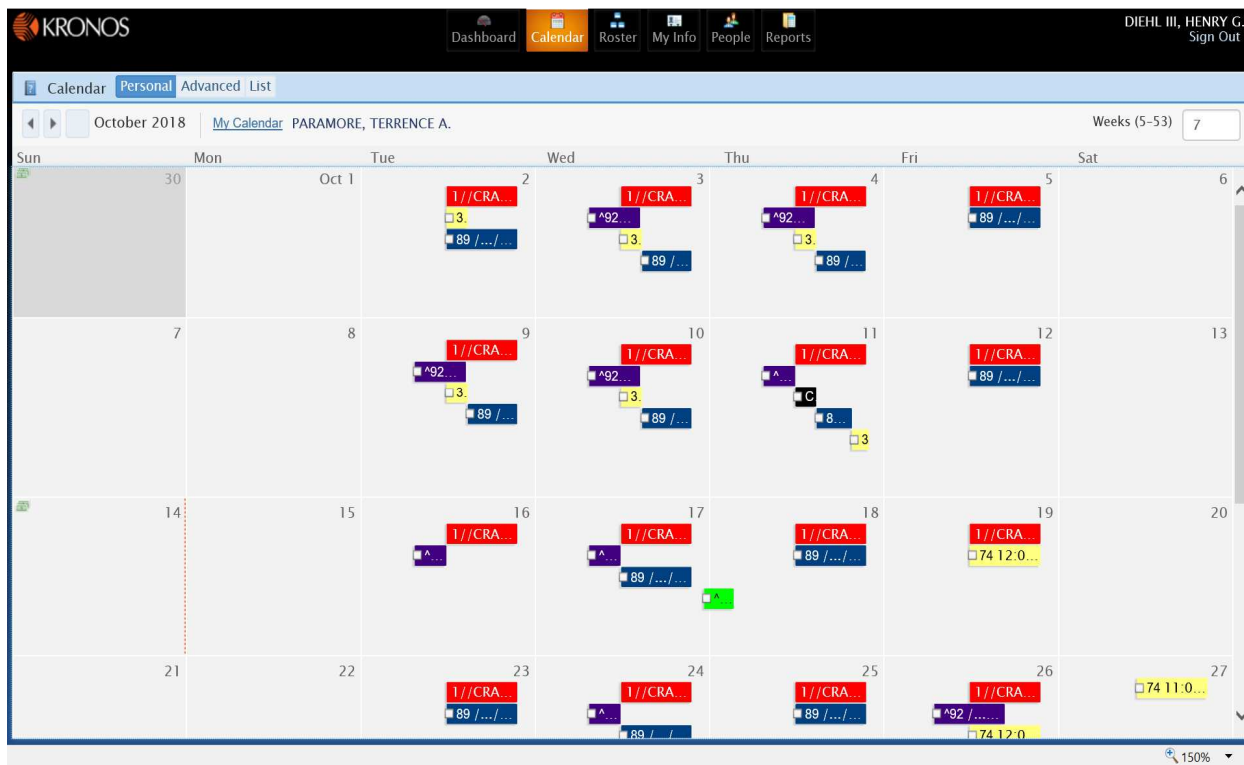 KRONOS
Dashboard Calendar Roster My Info People Reports
DIEHL III, HENRY G.
Sign Out
Calendar Personal Advanced List
October 2018 My Calendar PARAMORE, TERRENCE A. Weeks (5-53) 7
Sun Mon Tue Wed Thu Fri Sat
30 Oct 1 2 3 4 5 6
1//CRA... 1//CRA... 1//CRA... 1//CRA...
3. ^92... ^92... 89 /.../...
89 /.../... 3. 3.
89 /... 89 /...
7 8 9 10 11 12 13
1//CRA... 1//CRA... 1//CRA... 1//CRA...
^92... ^92... ^... 89 /.../...
3. 3. C
89 /... 89 /... 8...
3
14 15 16 17 18 19 20
1//CRA... 1//CRA... 1//CRA... 1//CRA...
^... ^... 89 /.../... 74 12:0...
89 /.../...
^...
21 22 23 24 25 26 27
1//CRA... 1//CRA... 1//CRA... 1//CRA... 74 11:0...
89 /.../... ^... 89 /.../... ^92 /......
89 / / 74 12:0
150%